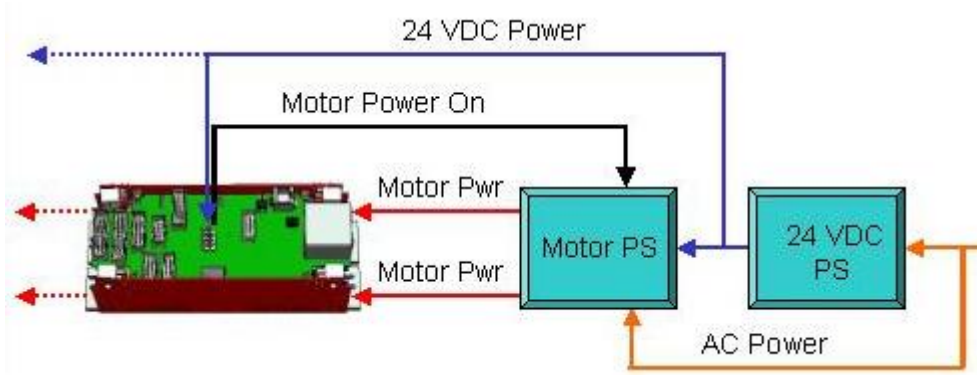 24 VDC Power
Motor Power On
Motor Pwr
Motor PS
24 VDC
PS
Motor Pwr
AC Power